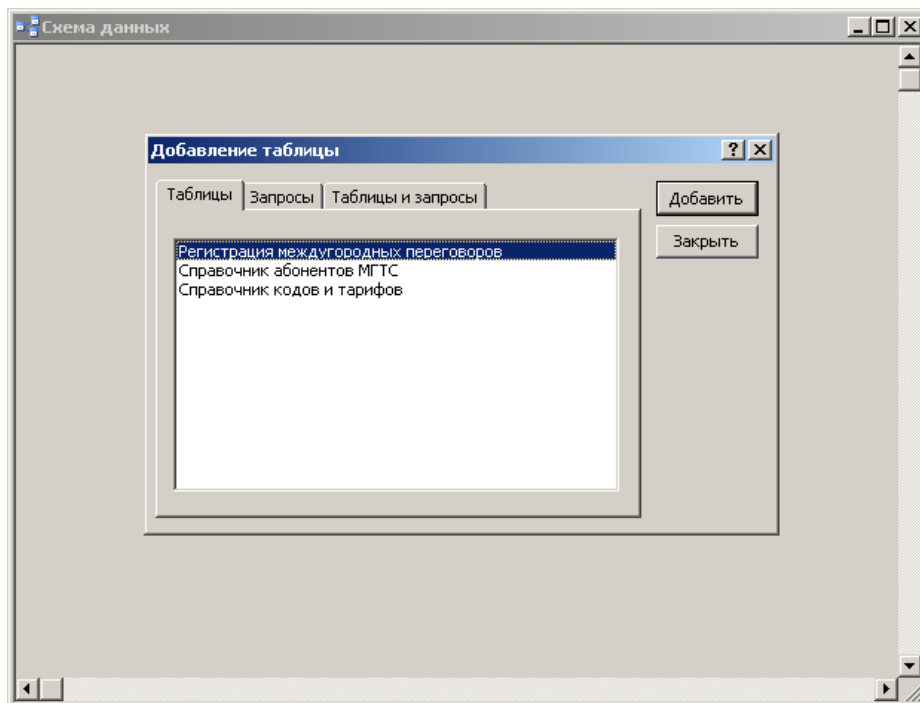 Схема данных
Добавление таблицы
Таблицы Запросы Таблицы и запросы
Добавить
Закрыть
Регистрация междугородных переговоров
Справочник абонентов МГТС
Справочник кодов и тарифов